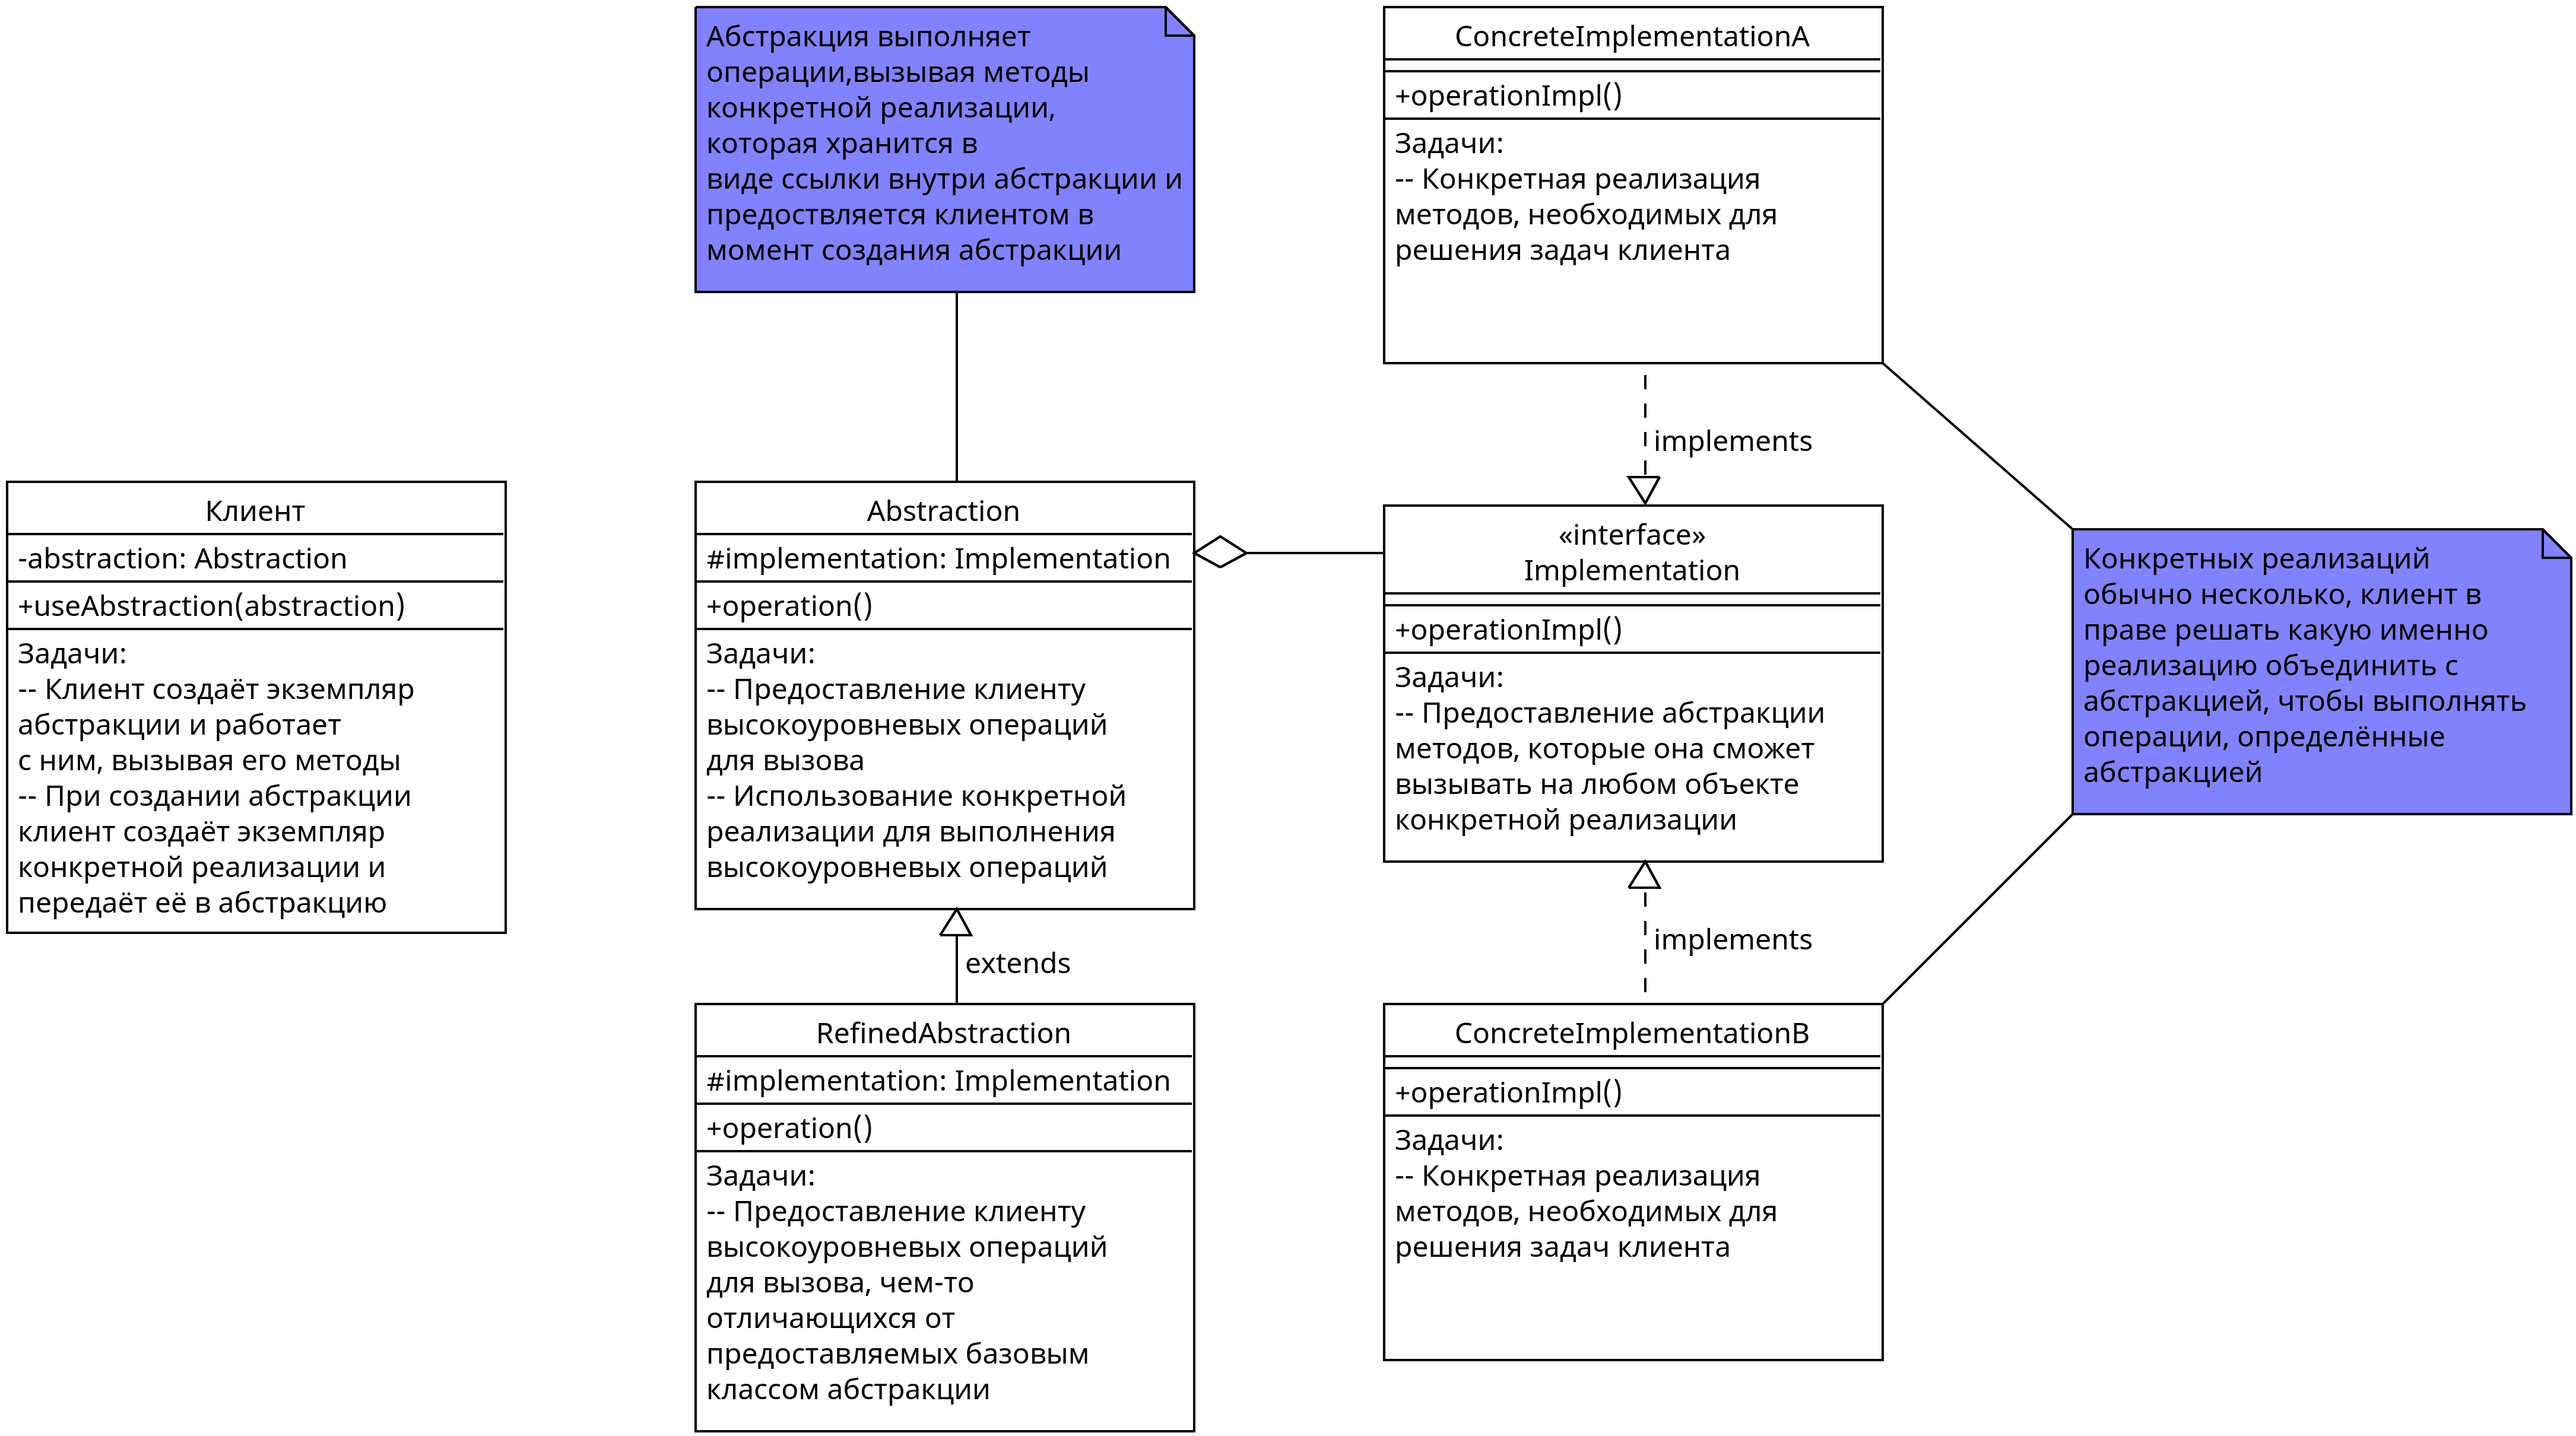 Абстракция выполняет
операции,вызывая методы
конкретной реализации,
которая хранится в
виде ссылки внутри абстракции и
предоствляется клиентом в
момент создания абстракции
ConcreteImplementationA
+operationImpl()
Задачи:
-- Конкретная реализация
методов, необходимых для
решения задач клиента
implements
Клиент
-abstraction: Abstraction
+useAbstraction(abstraction)
Задачи:
-- Клиент создаёт экземпляр
абстракции и работает
с ним, вызывая его методы
-- При создании абстракции
клиент создаёт экземпляр
конкретной реализации и
передаёт её в абстракцию
Abstraction
#implementation: Implementation
+operation()
Задачи:
-- Предоставление клиенту
высокоуровневых операций
для вызова
-- Использование конкретной
реализации для выполнения
высокоуровневых операций
«interface»
Implementation
+operationImpl()
Задачи:
-- Предоставление абстракции
методов, которые она сможет
вызывать на любом объекте
конкретной реализации
Конкретных реализаций
обычно несколько, клиент в
праве решать какую именно
реализацию объединить с
абстракцией, чтобы выполнять
операции, определённые
абстракцией
extends
implements
RefinedAbstraction
#implementation: Implementation
+operation()
Задачи:
-- Предоставление клиенту
высокоуровневых операций
для вызова, чем-то
отличающихся от
предоставляемых базовым
классом абстракции
ConcreteImplementationB
+operationImpl()
Задачи:
-- Конкретная реализация
методов, необходимых для
решения задач клиента